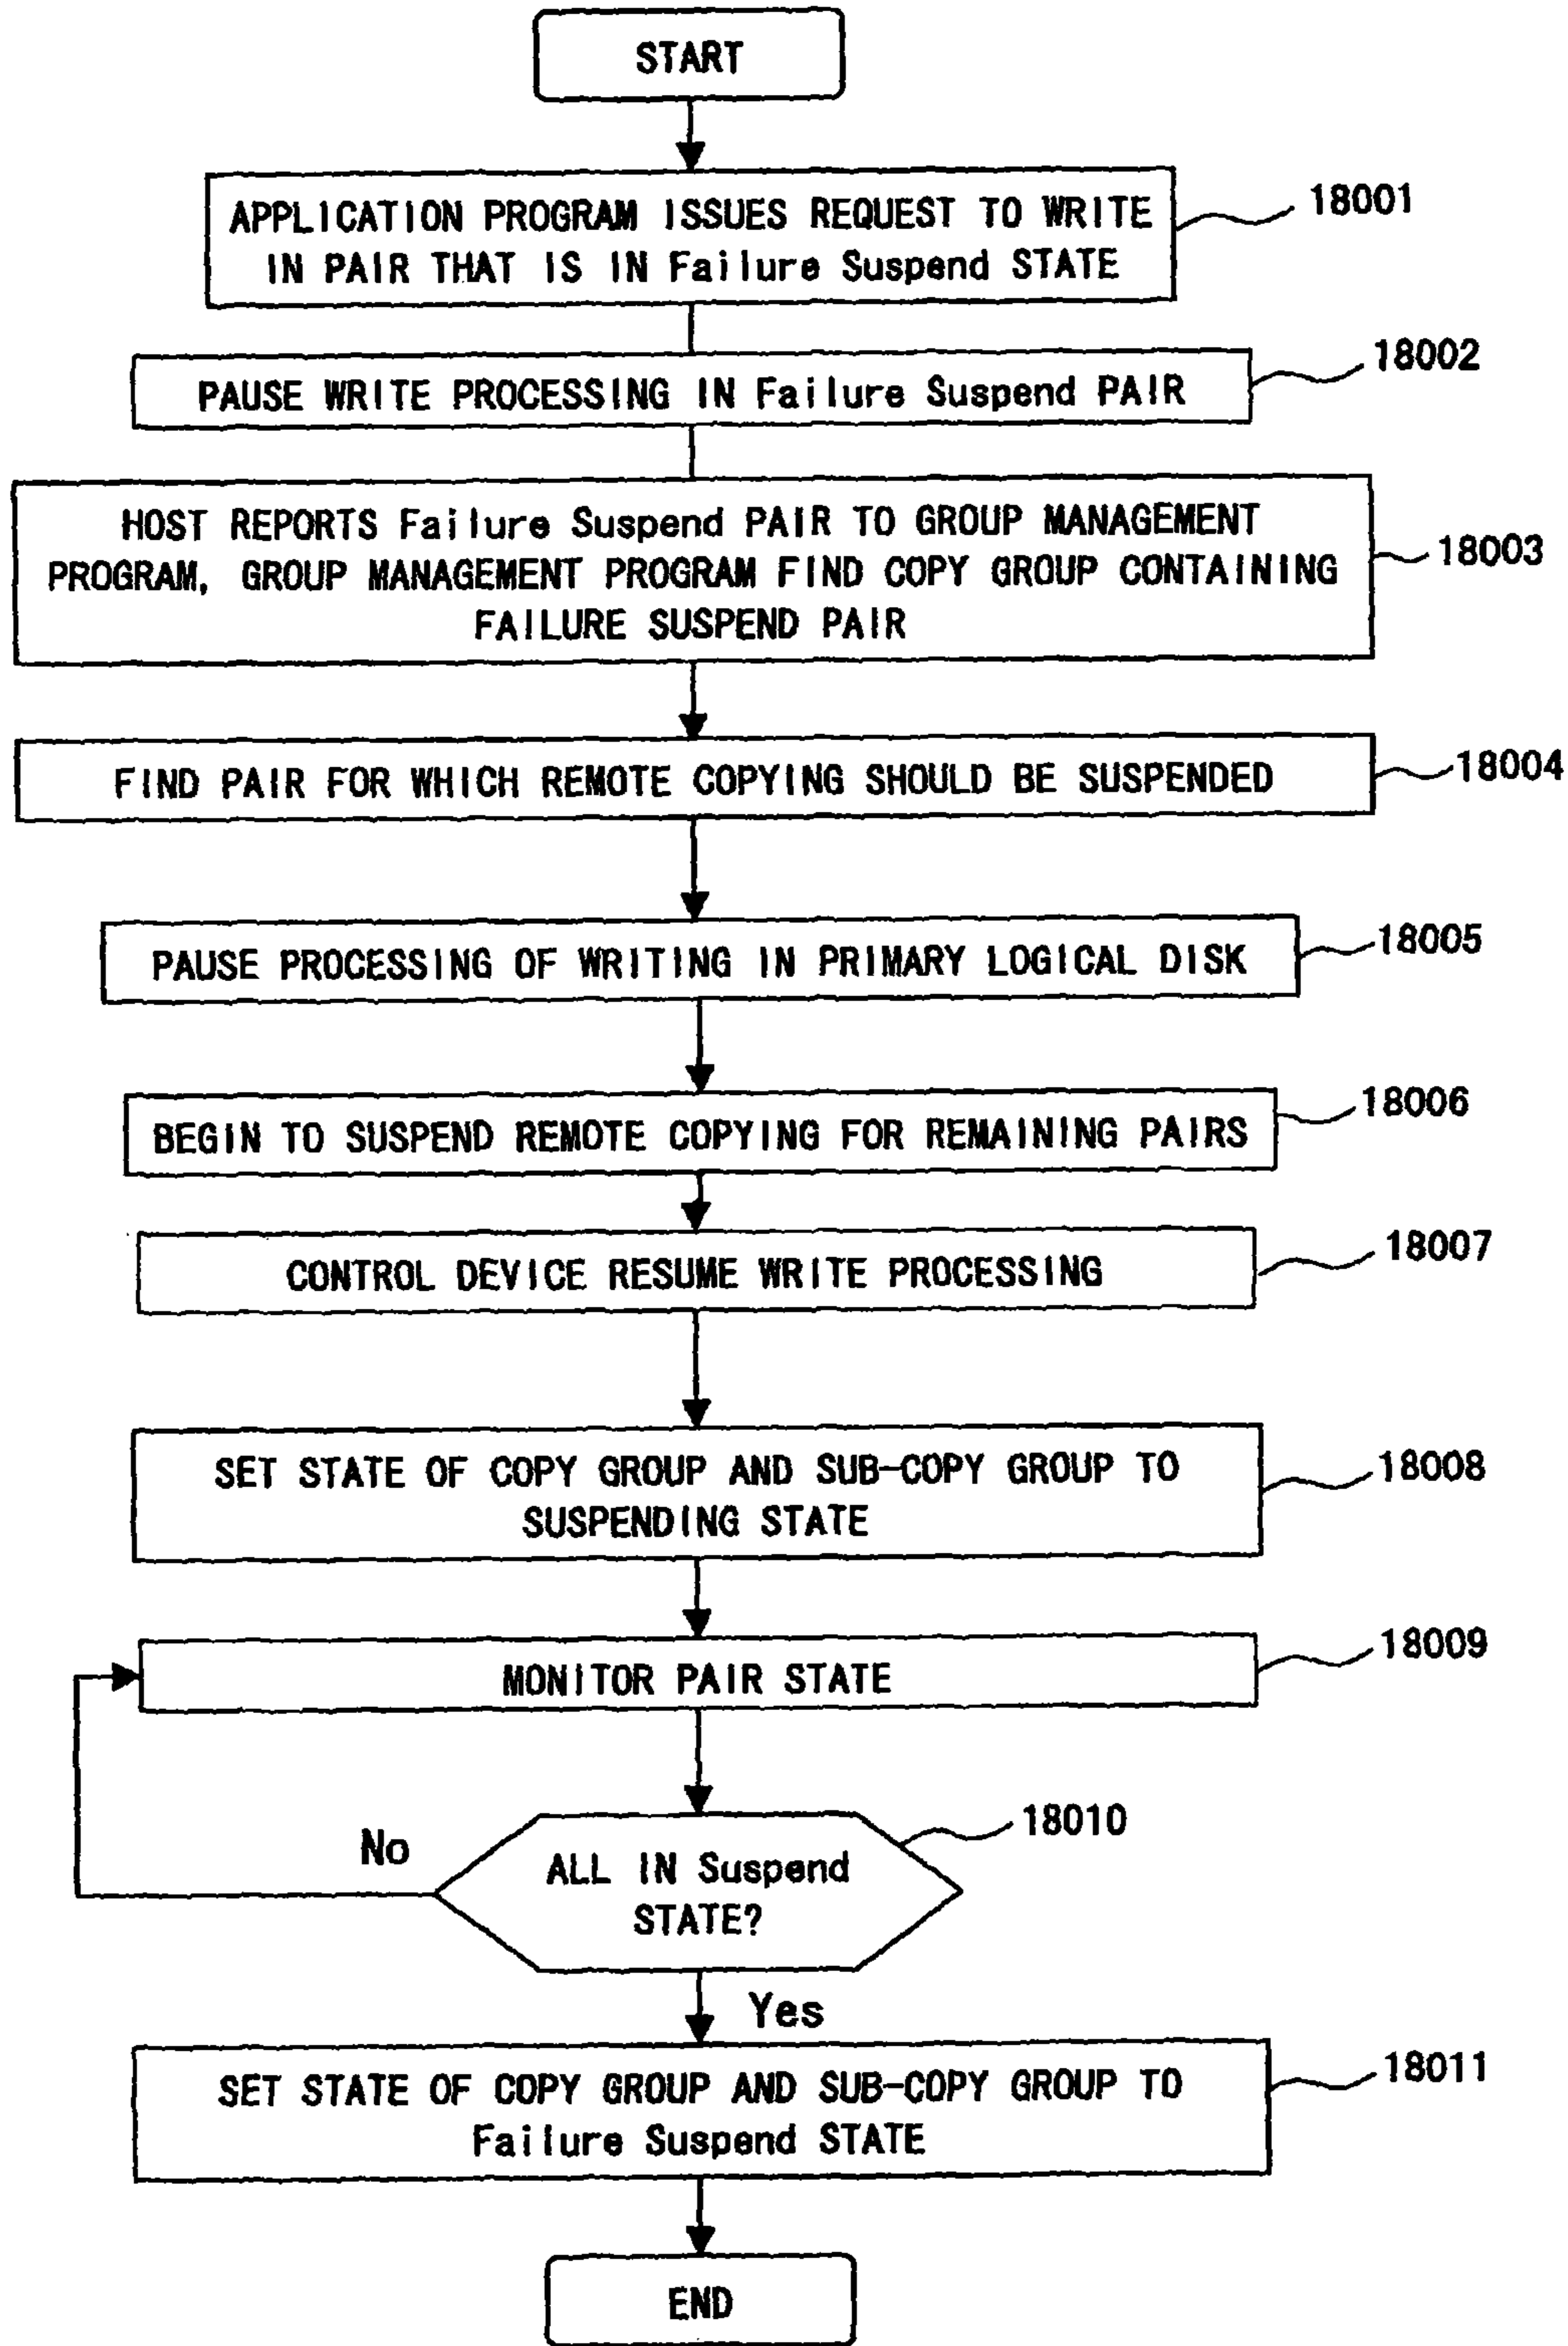 START
APPLICATION PROGRAM ISSUES REQUEST TO WRITE
IN PAIR THAT IS IN Failure Suspend STATE
18001
PAUSE WRITE PROCESSING IN Failure Suspend PAIR
18002
HOST REPORTS Failure Suspend PAIR TO GROUP MANAGEMENT
PROGRAM, GROUP MANAGEMENT PROGRAM FIND COPY GROUP CONTAINING
FAILURE SUSPEND PAIR
18003
FIND PAIR FOR WHICH REMOTE COPYING SHOULD BE SUSPENDED
18004
PAUSE PROCESSING OF WRITING IN PRIMARY LOGICAL DISK
18005
BEGIN TO SUSPEND REMOTE COPYING FOR REMAINING PAIRS
18006
CONTROL DEVICE RESUME WRITE PROCESSING
18007
SET STATE OF COPY GROUP AND SUB-COPY GROUP TO
SUSPENDING STATE
18008
MONITOR PAIR STATE
18009
ALL IN Suspend
STATE?
18010
No
Yes
SET STATE OF COPY GROUP AND SUB-COPY GROUP TO
Failure Suspend STATE
18011
END